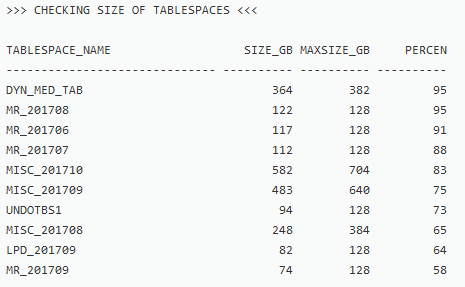 >>> CHECKING SIZE OF TABLESPACES <<<
TABLESPACE_NAME SIZE_GB MAXSIZE_GB PERCEN
------------------------------ ---------- ---------- ----------
DYN_MED_TAB 364 382 95
MR_201708 122 128 95
MR_201706 117 128 91
MR_201707 112 128 88
MISC_201710 582 704 83
MISC_201709 483 640 75
UNDOTBS1 94 128 73
MISC_201708 248 384 65
LPD_201709 82 128 64
MR_201709 74 128 58